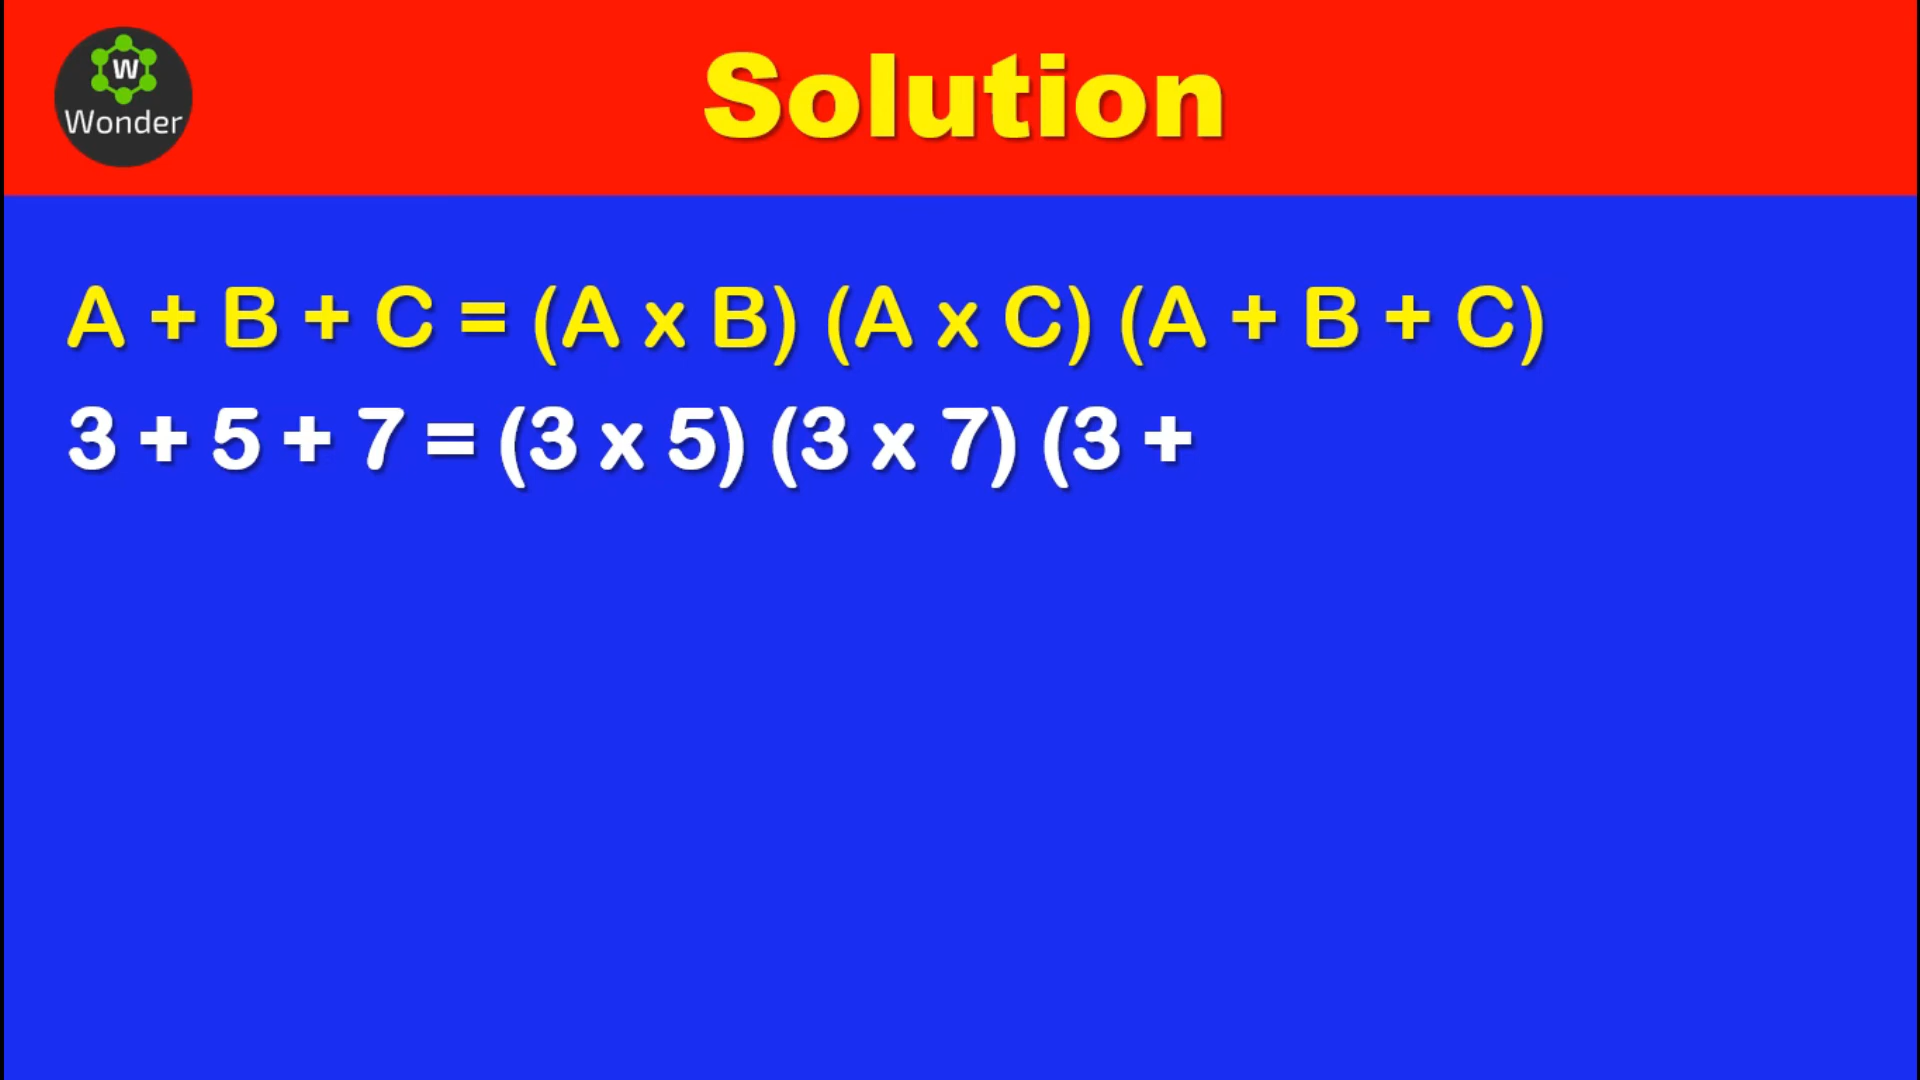 W
Wonder
Solution
A + B + C = (A x B) (A x C) (A + B + C)
3 + 5 + 7 = (3 x 5) (3 x 7) (3 +